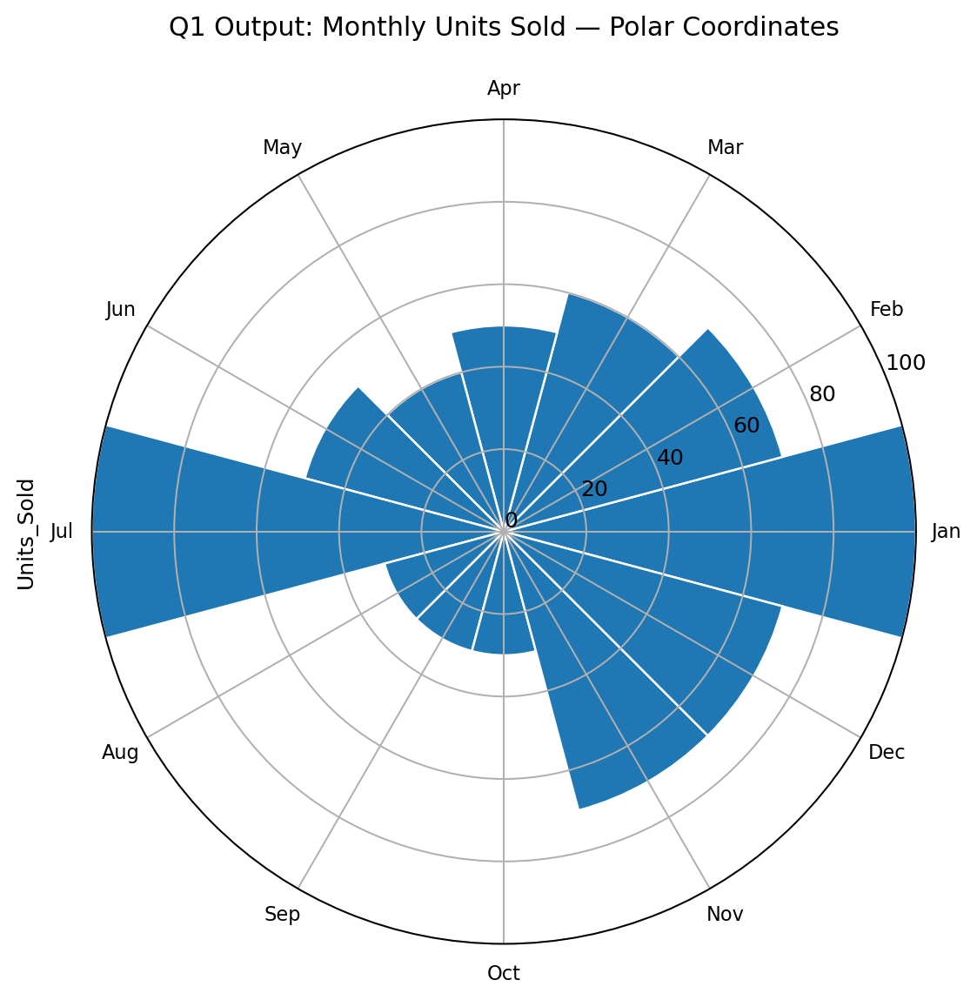 Q1 Output: Monthly Units Sold — Polar Coordinates
Apr
May
Mar
Jun
Feb
100
80
60
40
20
0
Units_Sold
Jul
Jan
Aug
Dec
Sep
Nov
Oct